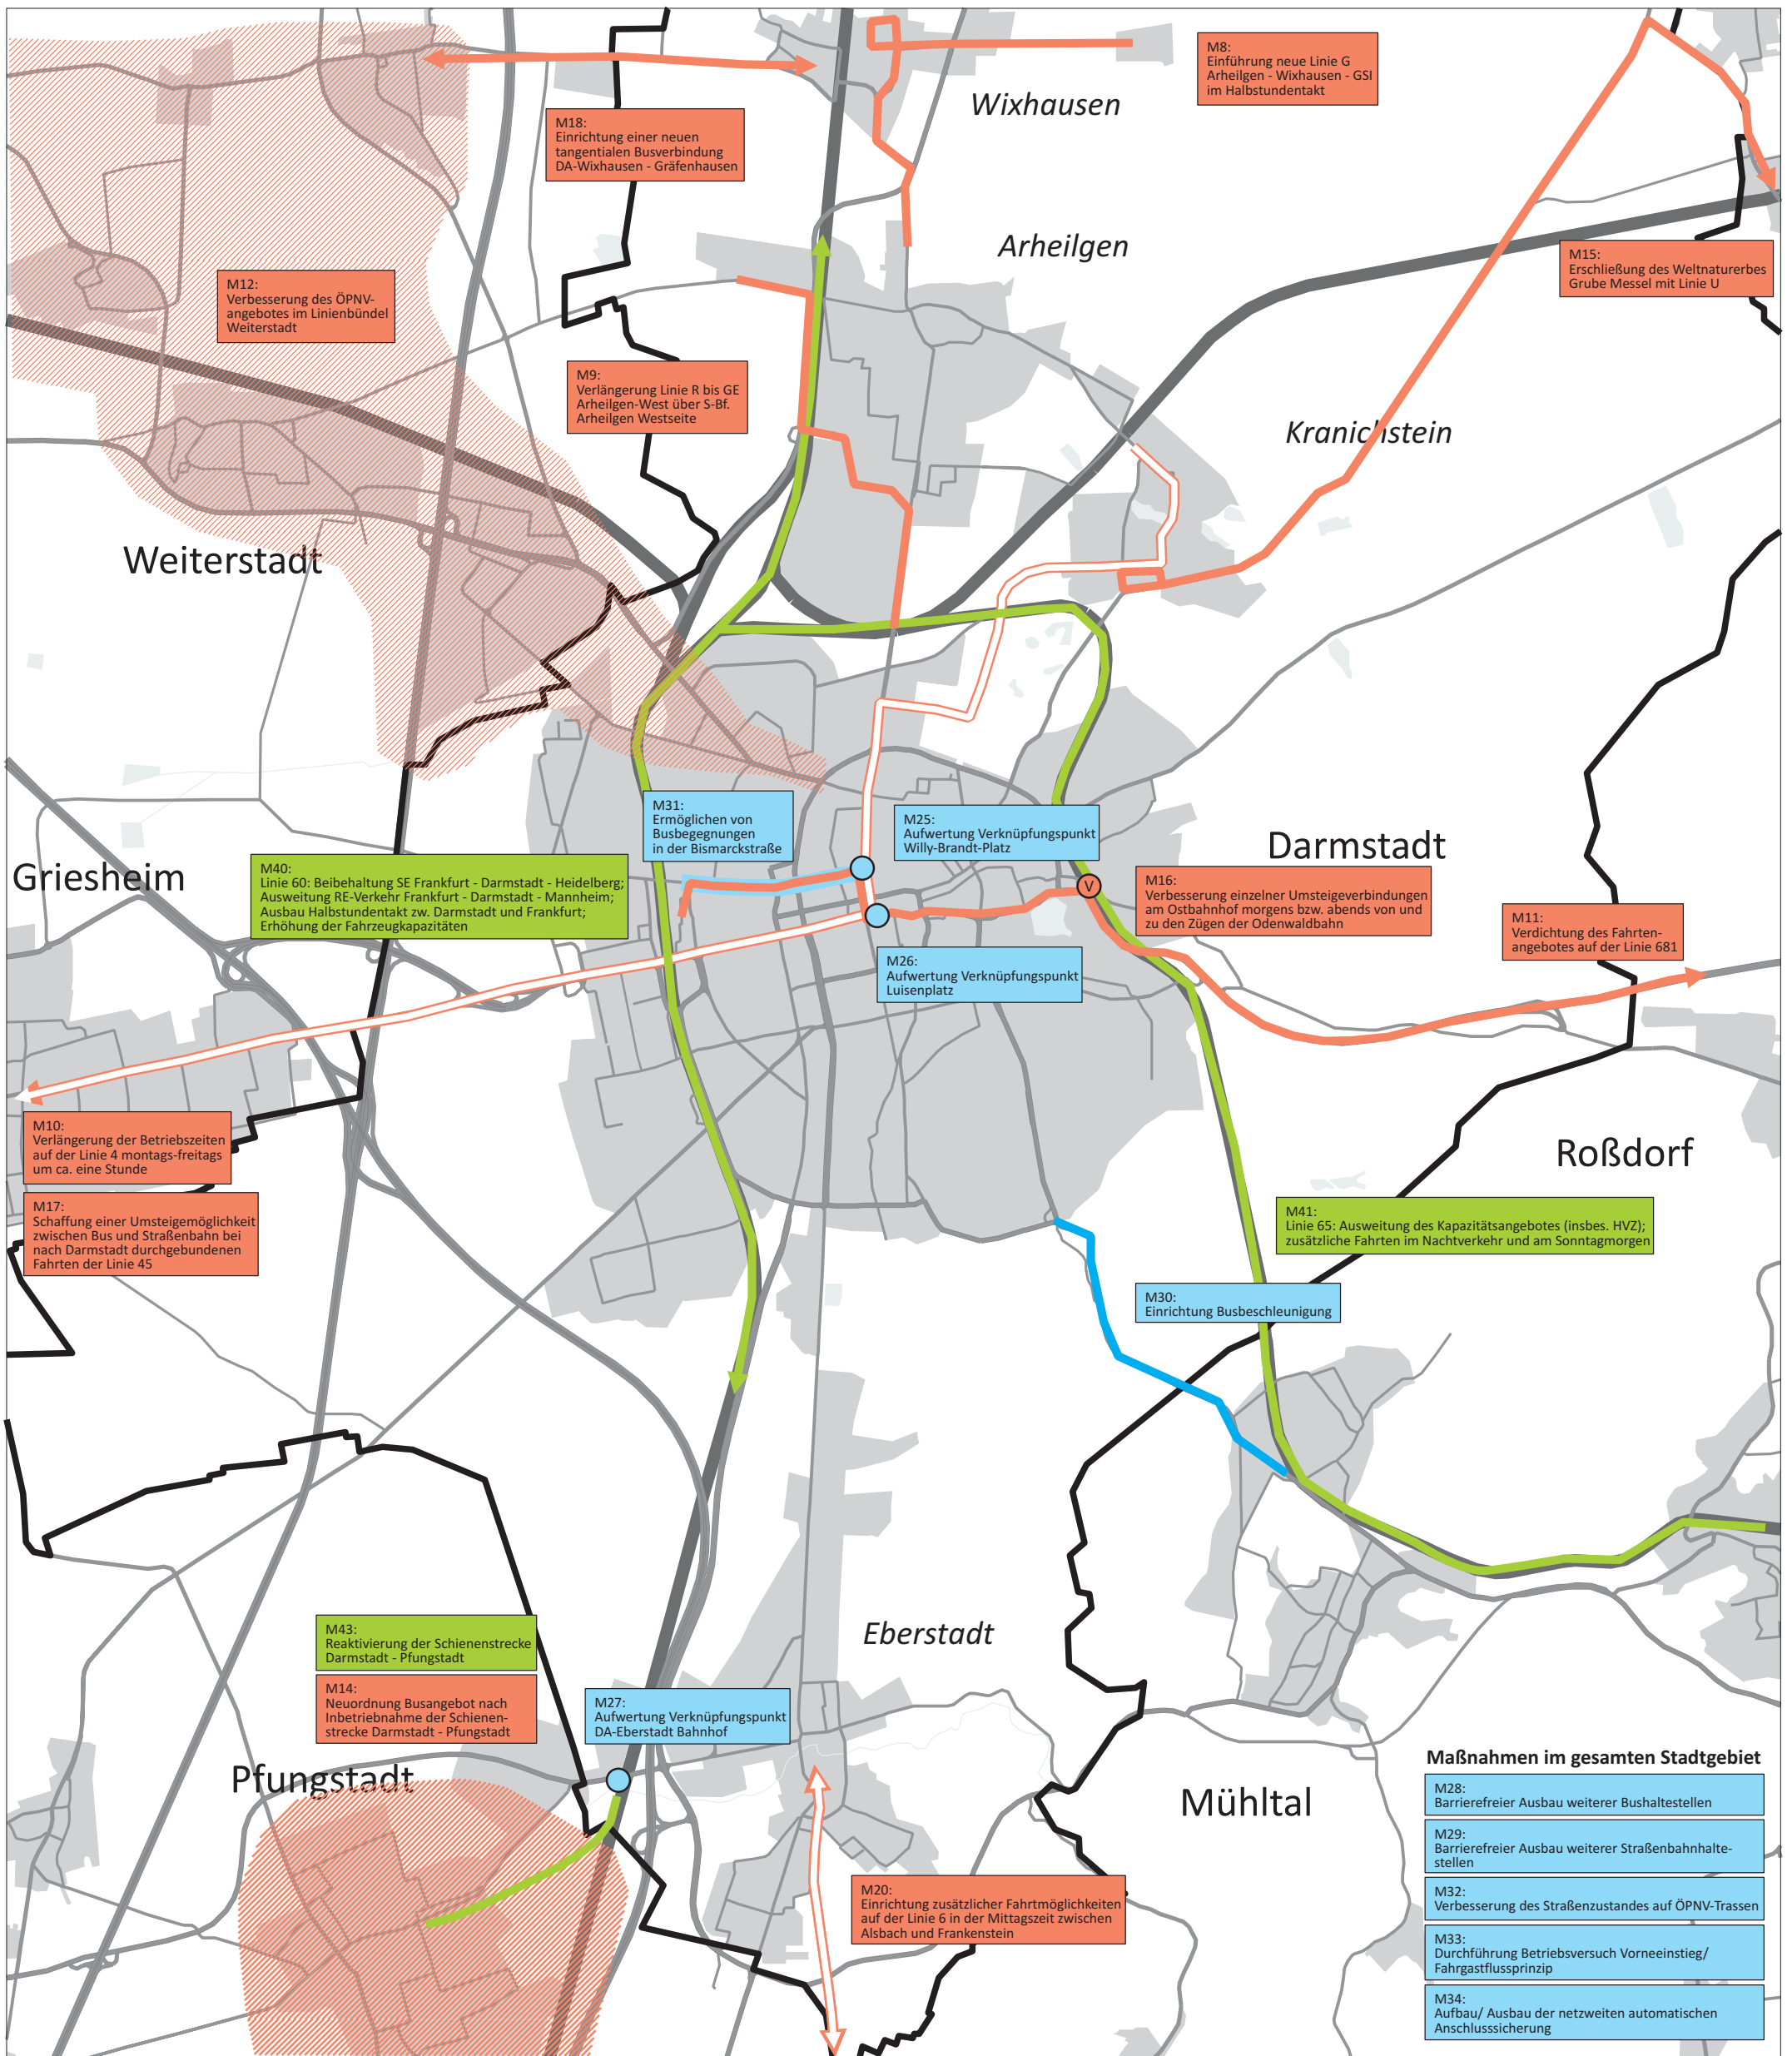 M8:
Einführung neue Linie G
Arheilgen - Wixhausen - GSI
im Halbstundentakt
Wixhausen
M18:
Einrichtung einer neuen
tangentialen Busverbindung
DA-Wixhausen - Gräfenhausen
Arheilgen
M15:
Erschließung des Weltnaturerbes
Grube Messel mit Linie U
M12:
Verbesserung des ÖPNV-
angebotes im Linienbündel
Weiterstadt
M9:
Verlängerung Linie R bis GE
Arheilgen-West über S-Bf.
Arheilgen Westseite
Kranichstein
Weiterstadt
M31:
Ermöglichen von
Busbegegnungen
in der Bismarckstraße
M25:
Aufwertung Verknüpfungspunkt
Willy-Brandt-Platz
Darmstadt
Griesheim
M40:
Linie 60: Beibehaltung SE Frankfurt - Darmstadt - Heidelberg;
Ausweitung RE-Verkehr Frankfurt - Darmstadt - Mannheim;
Ausbau Halbstundentakt zw. Darmstadt und Frankfurt;
Erhöhung der Fahrzeugkapazitäten
V
M16:
Verbesserung einzelner Umsteigeverbindungen
am Ostbahnhof morgens bzw. abends von und
zu den Zügen der Odenwaldbahn
M11:
Verdichtung des Fahrten-
angebotes auf der Linie 681
M26:
Aufwertung Verknüpfungspunkt
Luisenplatz
M10:
Verlängerung der Betriebszeiten
auf der Linie 4 montags-freitags
um ca. eine Stunde
Roßdorf
M17:
Schaffung einer Umsteigemöglichkeit
zwischen Bus und Straßenbahn bei
nach Darmstadt durchgebundenen
Fahrten der Linie 45
M41:
Linie 65: Ausweitung des Kapazitätsangebotes (insbes. HVZ);
zusätzliche Fahrten im Nachtverkehr und am Sonntagmorgen
M30:
Einrichtung Busbeschleunigung
M43:
Reaktivierung der Schienenstrecke
Darmstadt - Pfungstadt
Eberstadt
M14:
Neuordnung Busangebot nach
Inbetriebnahme der Schienen-
strecke Darmstadt - Pfungstadt
M27:
Aufwertung Verknüpfungspunkt
DA-Eberstadt Bahnhof
Pfungstadt
Mühltal
M20:
Einrichtung zusätzlicher Fahrtmöglichkeiten
auf der Linie 6 in der Mittagszeit zwischen
Alsbach und Frankenstein
Maßnahmen im gesamten Stadtgebiet
M28:
Barrierefreier Ausbau weiterer Bushaltestellen
M29:
Barrierefreier Ausbau weiterer Straßenbahnhalte-
stellen
M32:
Verbesserung des Straßenzustandes auf ÖPNV-Trassen
M33:
Durchführung Betriebsversuch Vorneeinstieg/
Fahrgastflussprinzip
M34:
Aufbau/ Ausbau der netzweiten automatischen
Anschlusssicherung